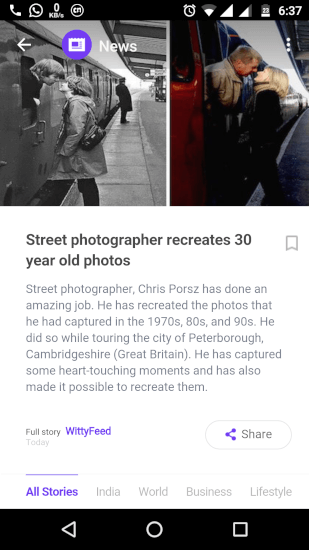 0
KB/s
23
6:37
News
Street photographer recreates 30
year old photos
Street photographer, Chris Porsz has done an
amazing job. He has recreated the photos that
he had captured in the 1970s, 80s, and 90s. He
did so while touring the city of Peterborough,
Cambridgeshire (Great Britain). He has captured
some heart-touching moments and has also
made it possible to recreate them.
Full story WittyFeed
Today
Share
All Stories India World Business Lifestyle